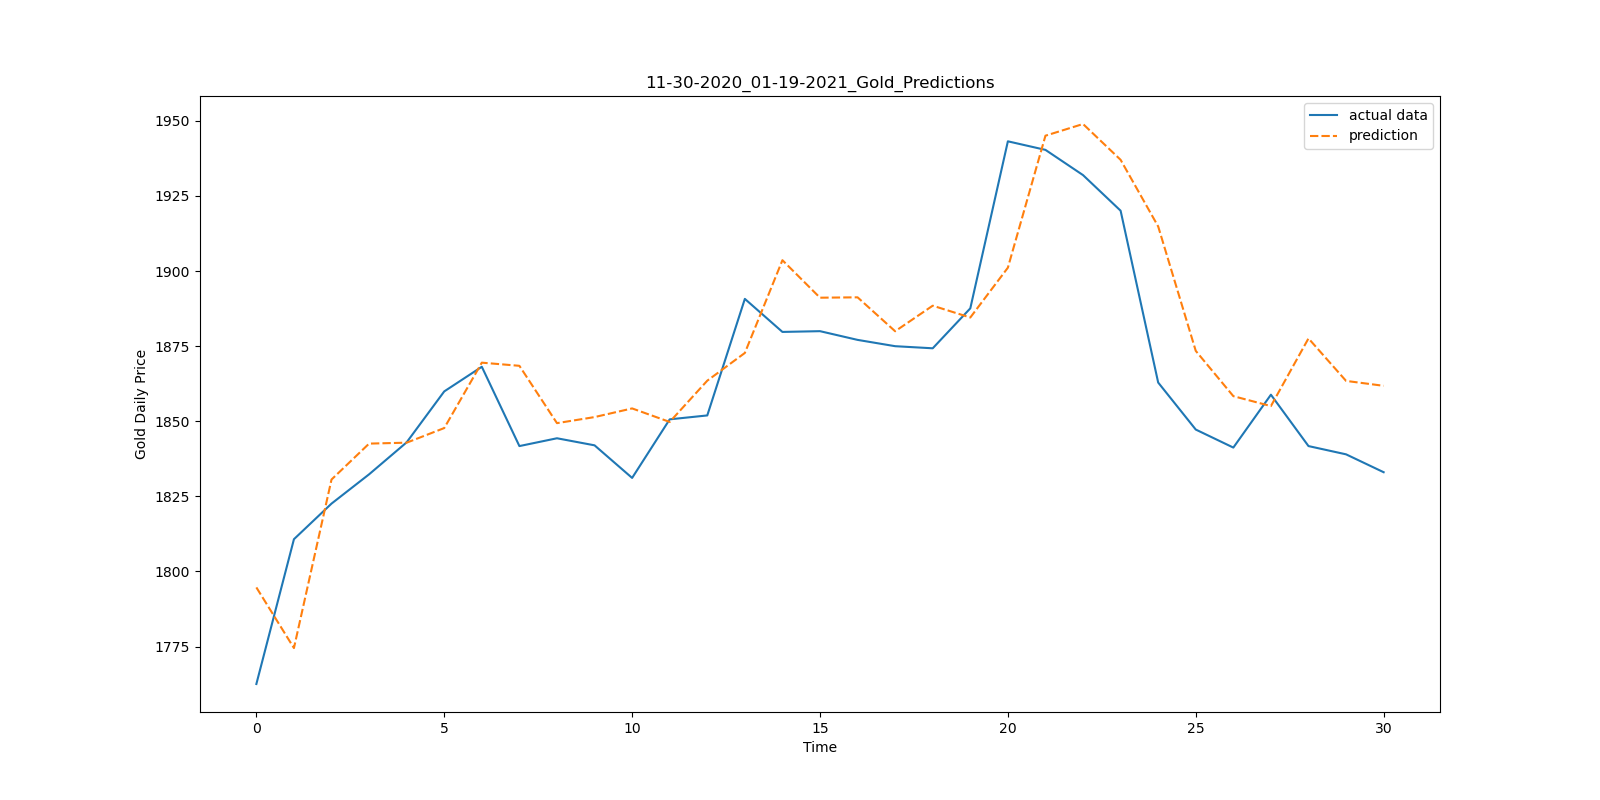 11-30-2020_01-19-2021_Gold_Predictions
actual data
prediction
Gold Daily Price
1950
1925
1900
1875
1850
1825
1800
1775
0 5 10 15 20 25 30
Time